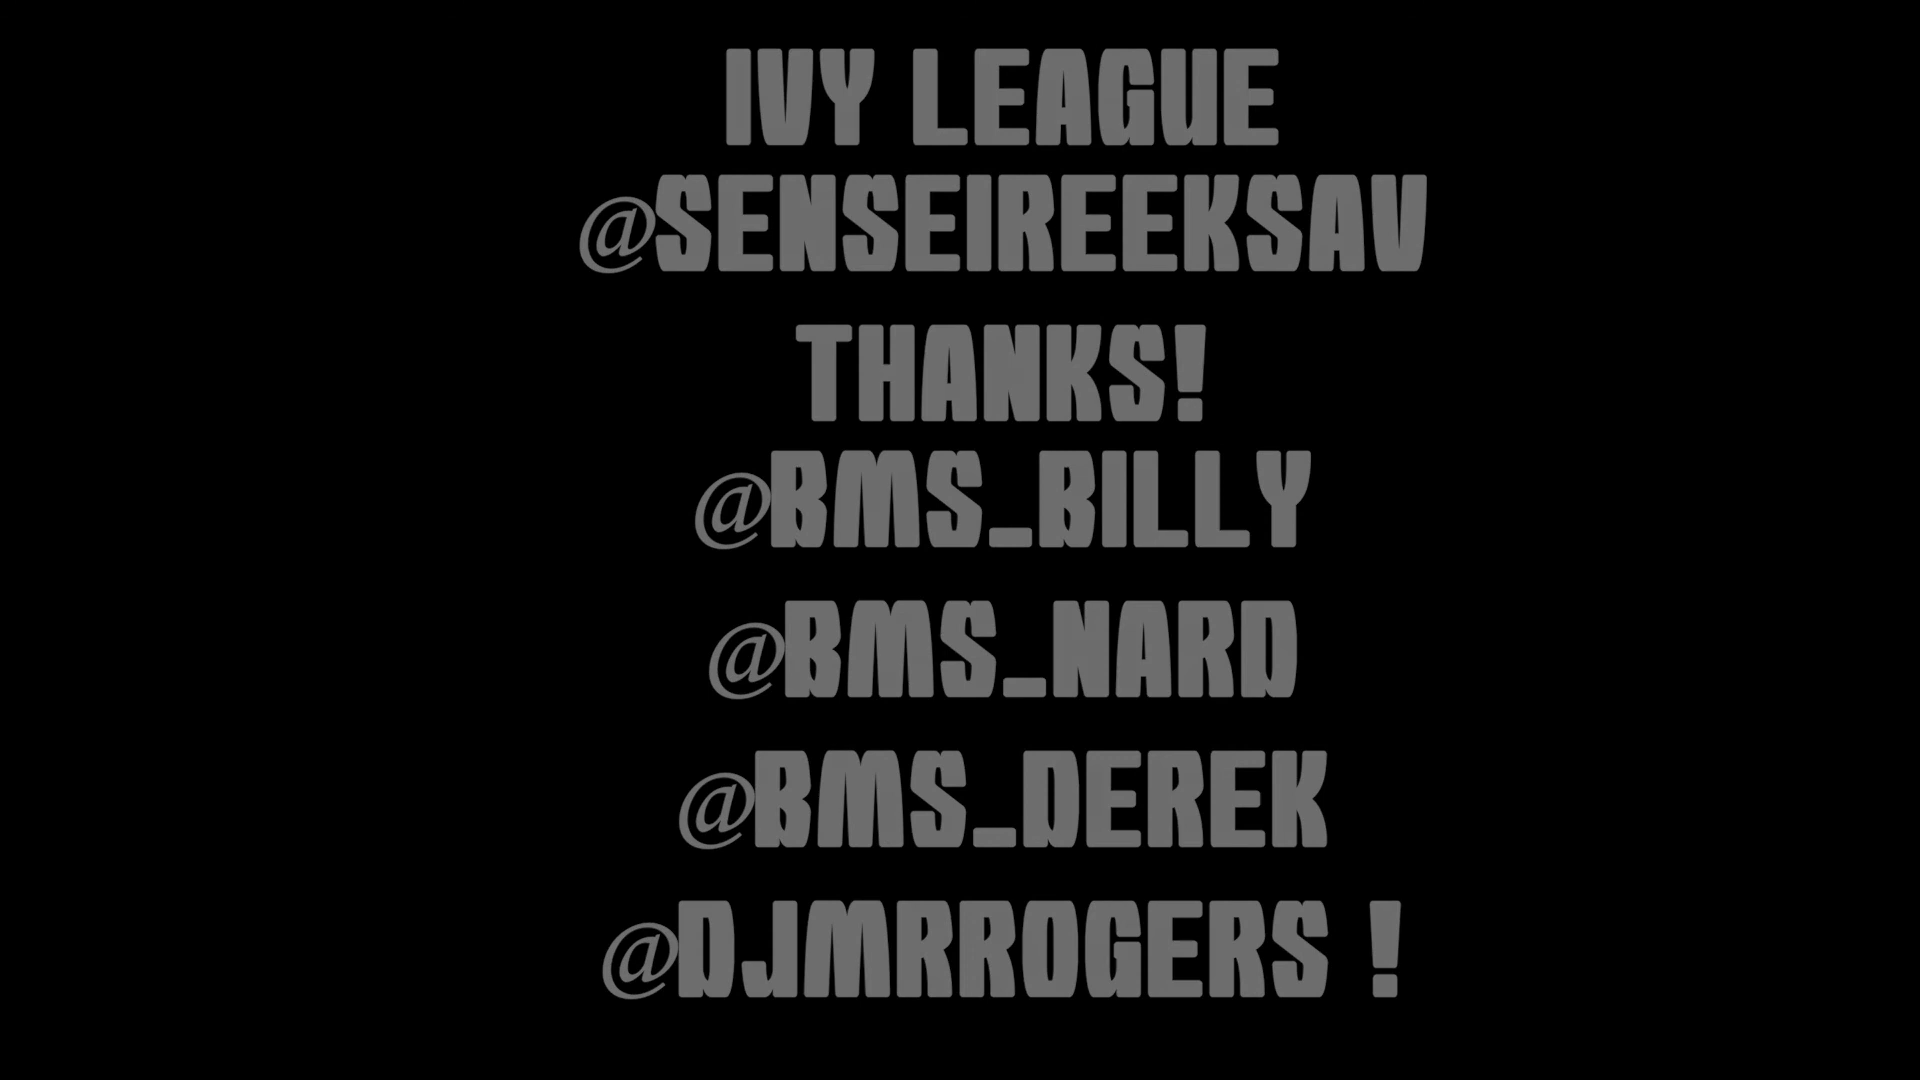 IVY LEAGUE
@SENSEIREEKSAV
THANKS!
@BMS_BILLY
@BMS_NARD
@BMS_DEREK
@DJMRROGERS !